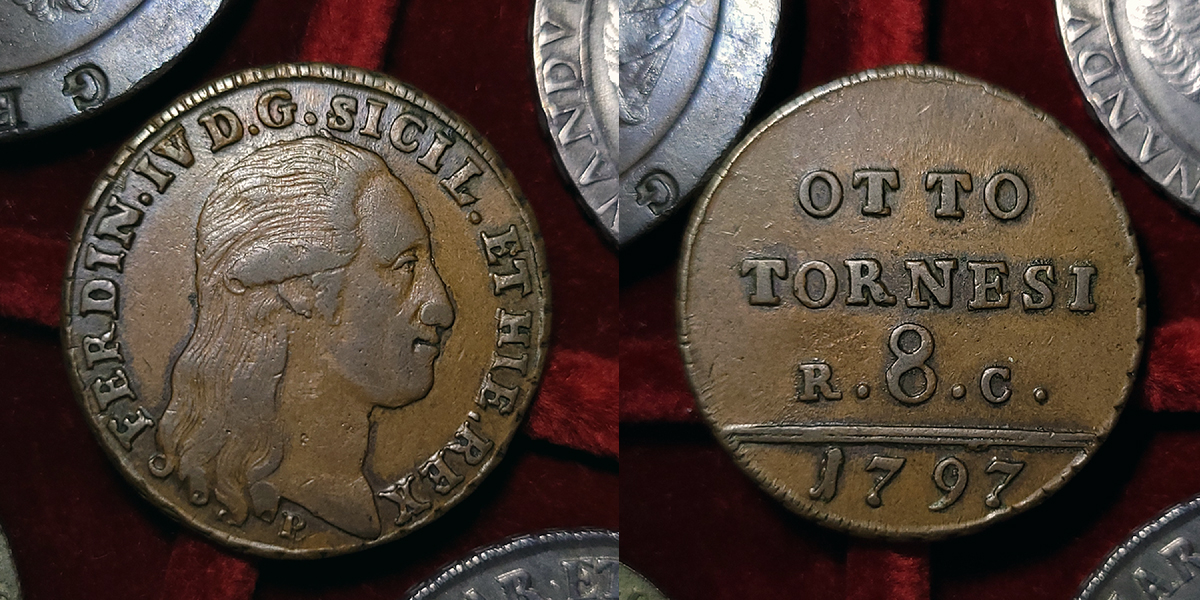 FERDIN.IV D.G.SICIL. ET HIE.REX
P
OTTO
TORNESI
R.8.C.
1797
G